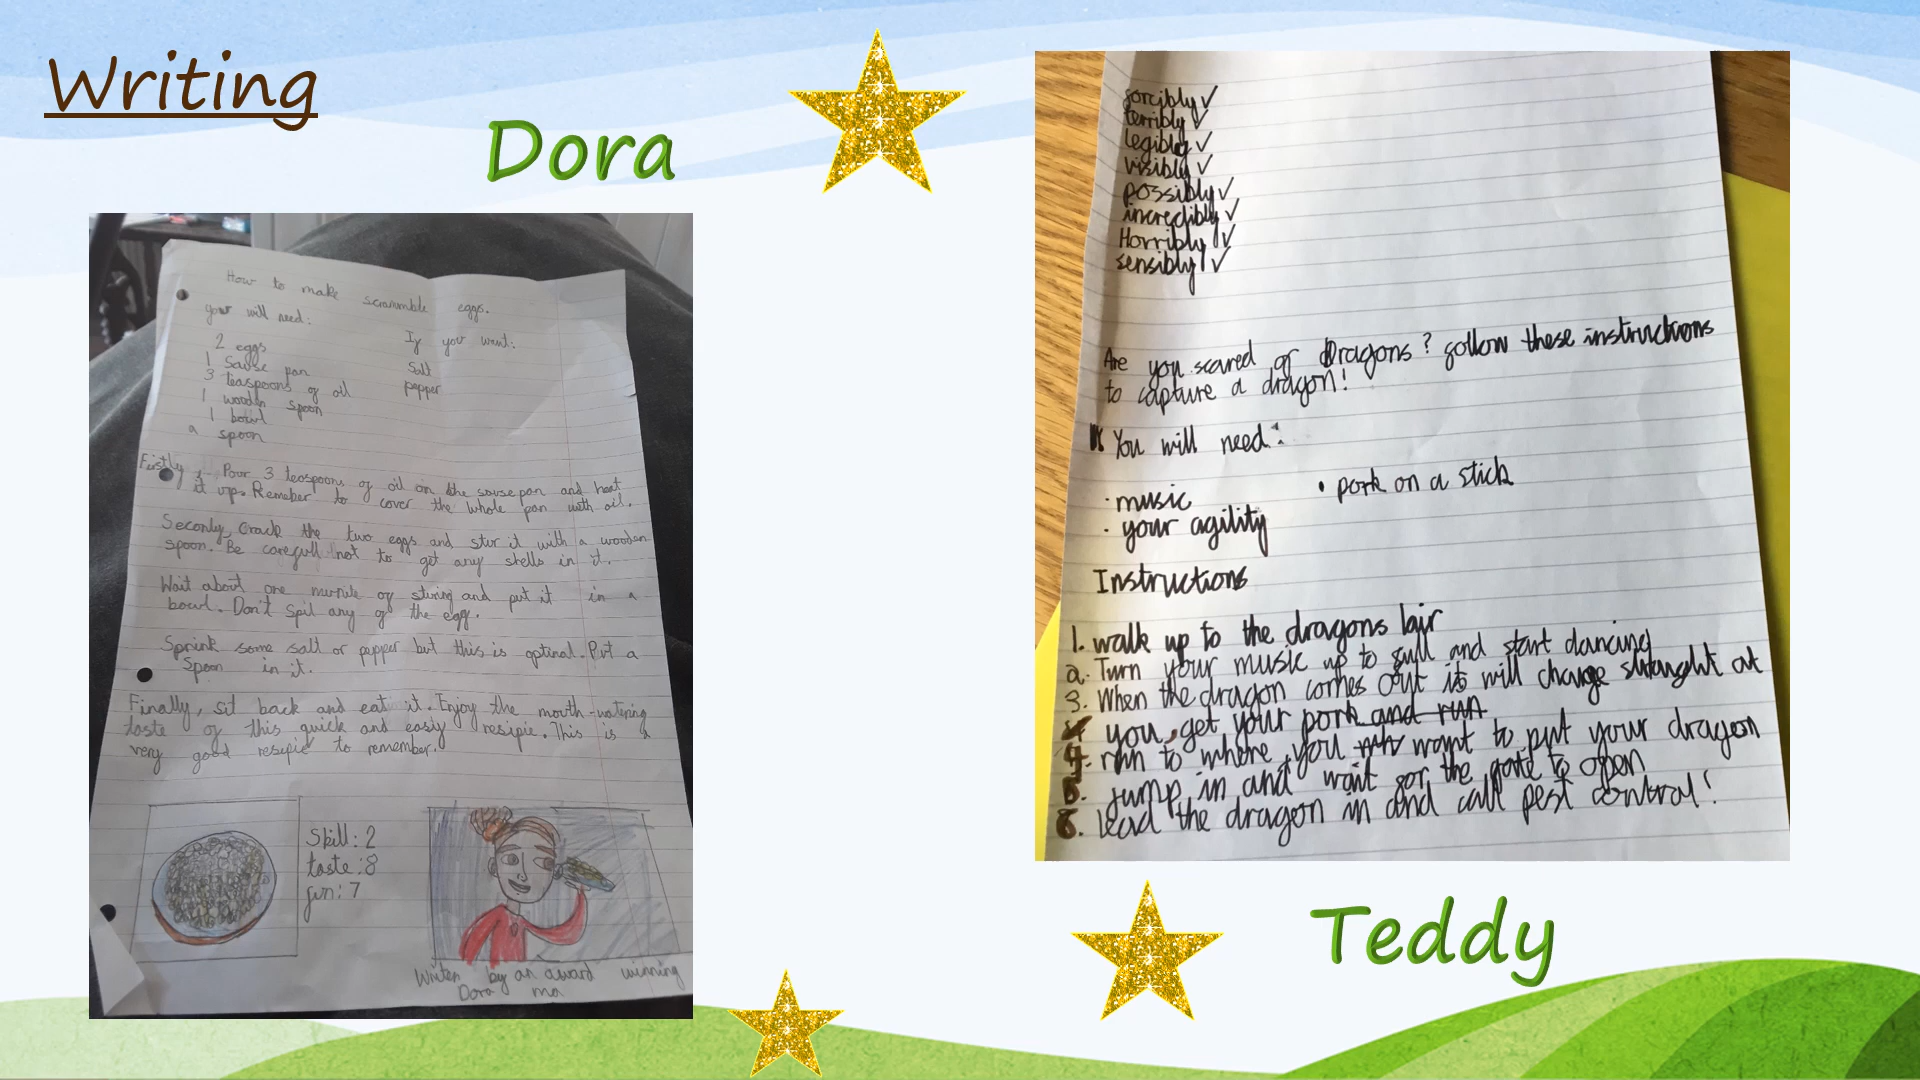 Writing
Dora
How to make scrammble eggs.
you will need:
If you want:
2 eggs
1 Sause pan
3 teaspoons of oil
1 wooden spoon
1 bowl
a spoon
Salt
pepper
Firstly, Pour 3 teaspoons of oil on the sausepan and heat
it up. Remeber to cover the whole pan with oil.
Seconly, Crack the two eggs and stur it with a wooden
spoon. Be carefull not to get any shells in it.
Wait about one munite of stiring and put it in a
bowl. Don't Spil any of the egg.
Sprink some salt or pepper but this is optinal. Put a
Spoon in it.
Finally, sit back and eat it. Enjoy the mouth-watering
taste of this quick and easy resipie. This is a
very good resipie to remember.
Skill: 2
taste: 8
fun: 7
Writen by an award winning
Dora ma
forcibly ✓
terribly ✓
legibly ✓
visibly ✓
possibly ✓
incredibly ✓
Horribly ✓
sensibly ✓
Are you scared of Dragons? follow these instructions
to capture a dragon!
You will need:
· music
· your agility
• pork on a stick
Instructions
1. walk up to the dragons lair
2. Turn your music up to full and start dancing
3. When the dragon comes out it will charge straight at
you, get your pork and run
4. run to where you want to put your dragon
5. jump in and wait for the gate to open
6. lead the dragon in and call pest control!
Teddy